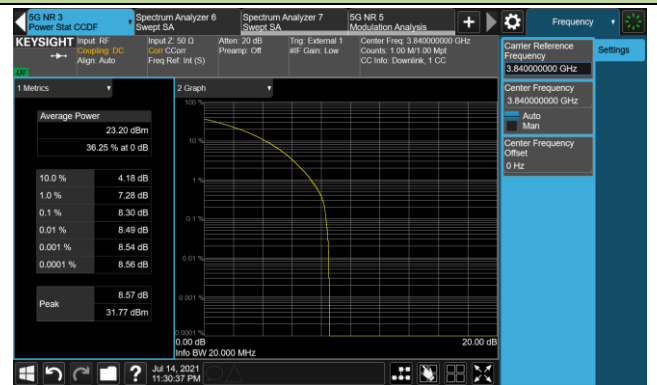 5G NR 3
Power Stat CCDF
Spectrum Analyzer 6
Swept SA
Spectrum Analyzer 7
Swept SA
5G NR 5
Modulation Analysis
Frequency
KEYSIGHT
Input: RF
Coupling: DC
Align: Auto
Input Z: 50 Ω
Corr CCorr
Freq Ref: Int (S)
Atten: 20 dB
Preamp: Off
Trig: External 1
#IF Gain: Low
Center Freq: 3.840000000 GHz
Counts: 1.00 M/1.00 Mpt
CC Info: Downlink, 1 CC
1 Metrics
Average Power
23.20 dBm
36.25 % at 0 dB
10.0 % 4.18 dB
1.0 % 7.28 dB
0.1 % 8.30 dB
0.01 % 8.49 dB
0.001 % 8.54 dB
0.0001 % 8.56 dB
Peak
8.57 dB
31.77 dBm
2 Graph
100 %
10 %
1 %
0.1 %
0.01 %
0.001 %
0.0001 %
0.00 dB
20.00 dB
Info BW 20.000 MHz
Carrier Reference
Frequency
3.840000000 GHz
Center Frequency
3.840000000 GHz
Auto
Man
Center Frequency
Offset
0 Hz
Settings
Jul 14, 2021
11:30:37 PM